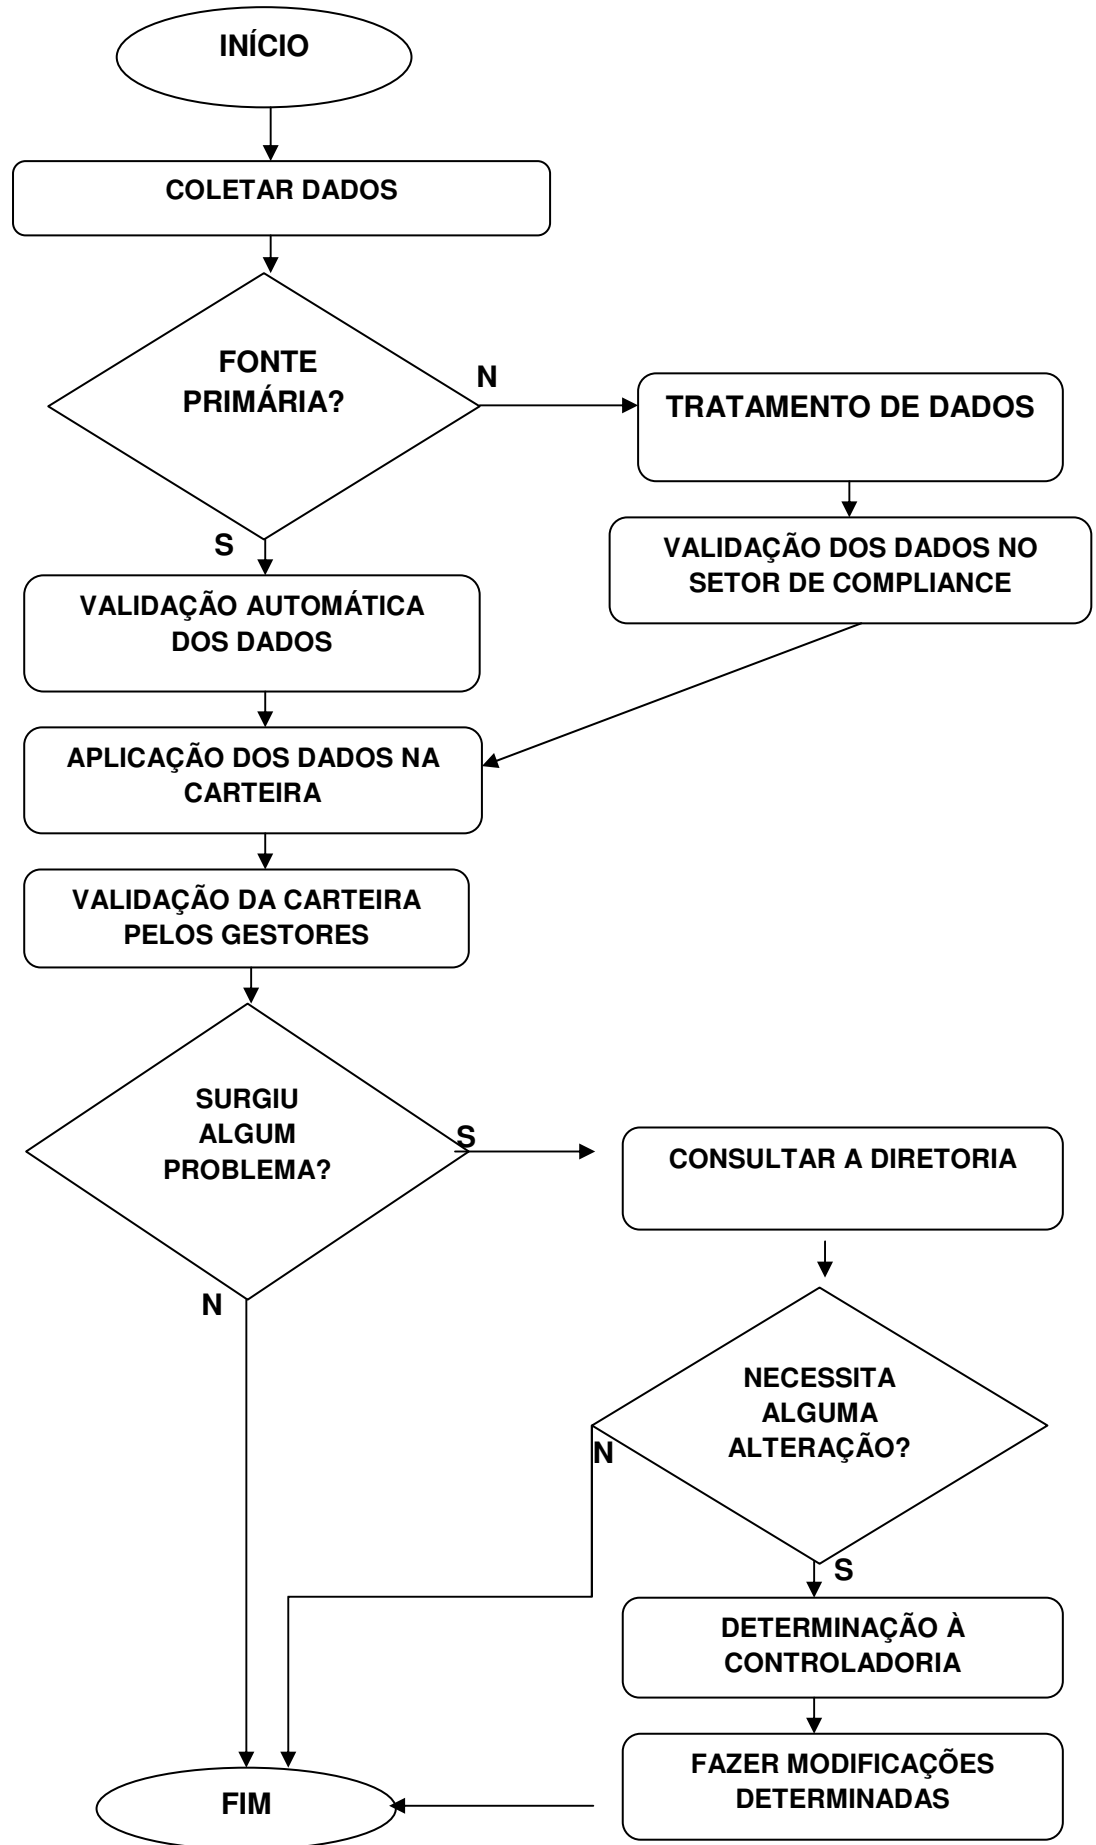 INÍCIO
COLETAR DADOS
FONTE
PRIMÁRIA?
N
TRATAMENTO DE DADOS
VALIDAÇÃO DOS DADOS NO
SETOR DE COMPLIANCE
S
VALIDAÇÃO AUTOMÁTICA
DOS DADOS
APLICAÇÃO DOS DADOS NA
CARTEIRA
VALIDAÇÃO DA CARTEIRA
PELOS GESTORES
SURGIU
ALGUM
PROBLEMA?
S
CONSULTAR A DIRETORIA
N
NECESSITA
ALGUMA
ALTERAÇÃO?
N
S
DETERMINAÇÃO À
CONTROLADORIA
FAZER MODIFICAÇÕES
DETERMINADAS
FIM